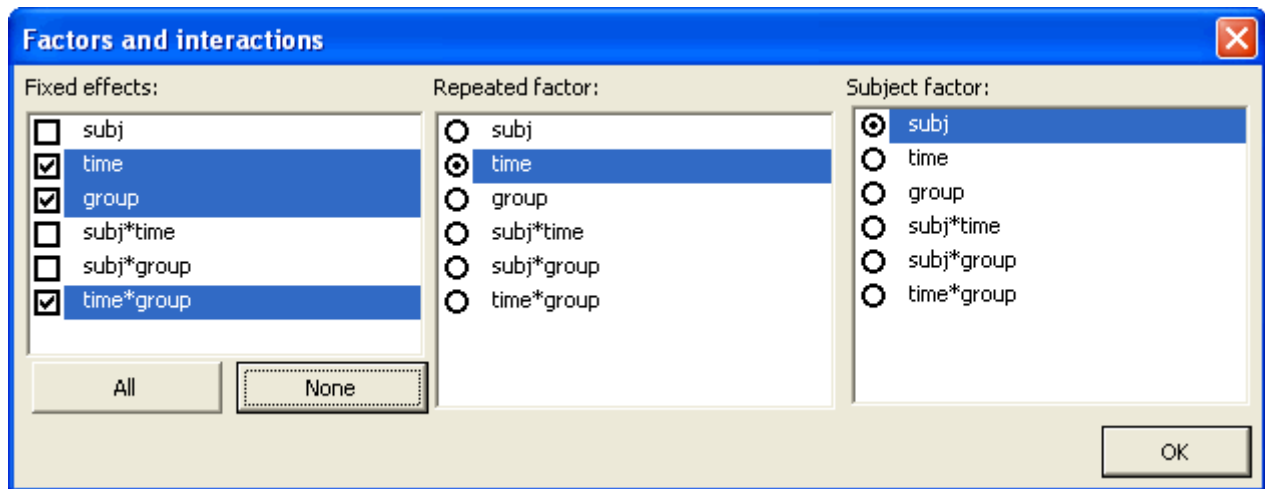 Factors and interactions
Fixed effects:
subj
time
group
subj*time
subj*group
time*group
All
None
Repeated factor:
subj
time
group
subj*time
subj*group
time*group
Subject factor:
subj
time
group
subj*time
subj*group
time*group
OK